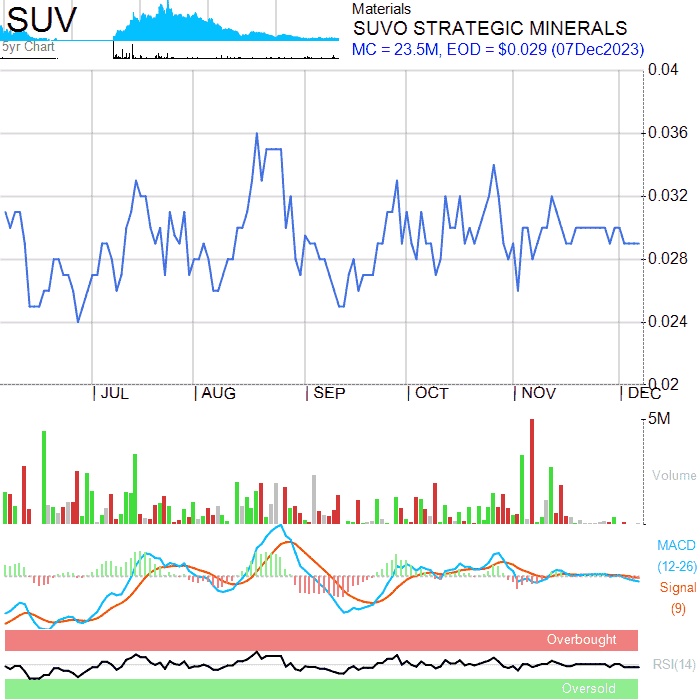 SUV
5yr Chart
Materials
SUVO STRATEGIC MINERALS
MC = 23.5M, EOD = $0.029 (07Dec2023)
0.04
0.036
0.032
0.028
0.024
0.02
JUL AUG SEP OCT NOV DEC
5M
Volume
MACD
(12-26)
Signal
(9)
Overbought
RSI(14)
Oversold